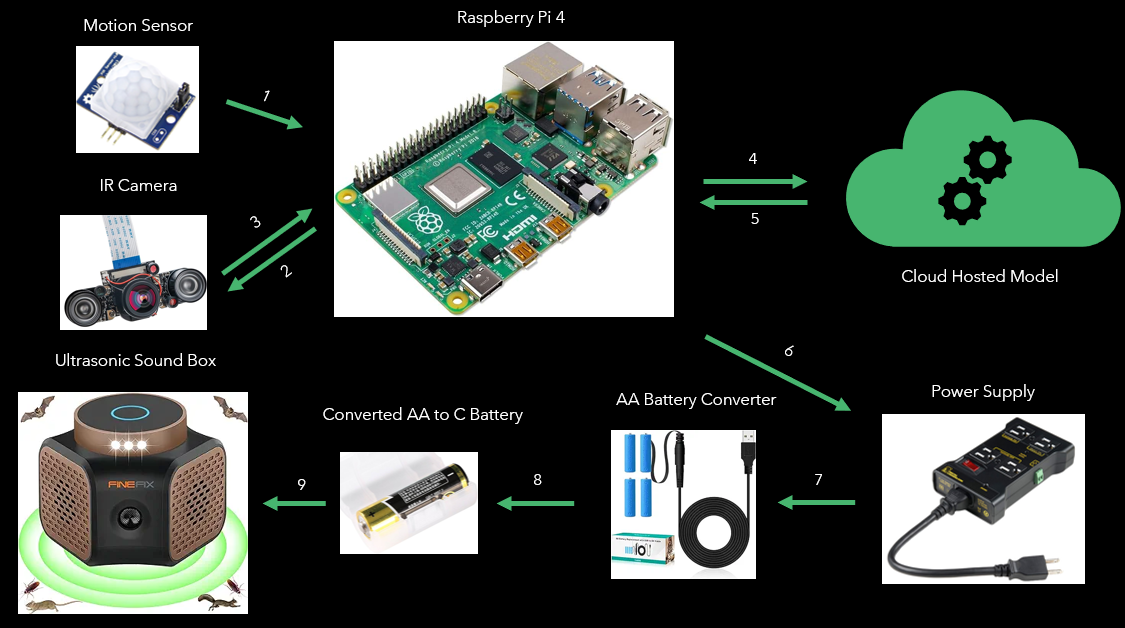 Motion Sensor
Raspberry Pi 4
1
IR Camera
3
2
4
5
Cloud Hosted Model
HDMI
Ultrasonic Sound Box
6
Power Supply
AA Battery Converter
Converted AA to C Battery
7
8
9
FINEFIX